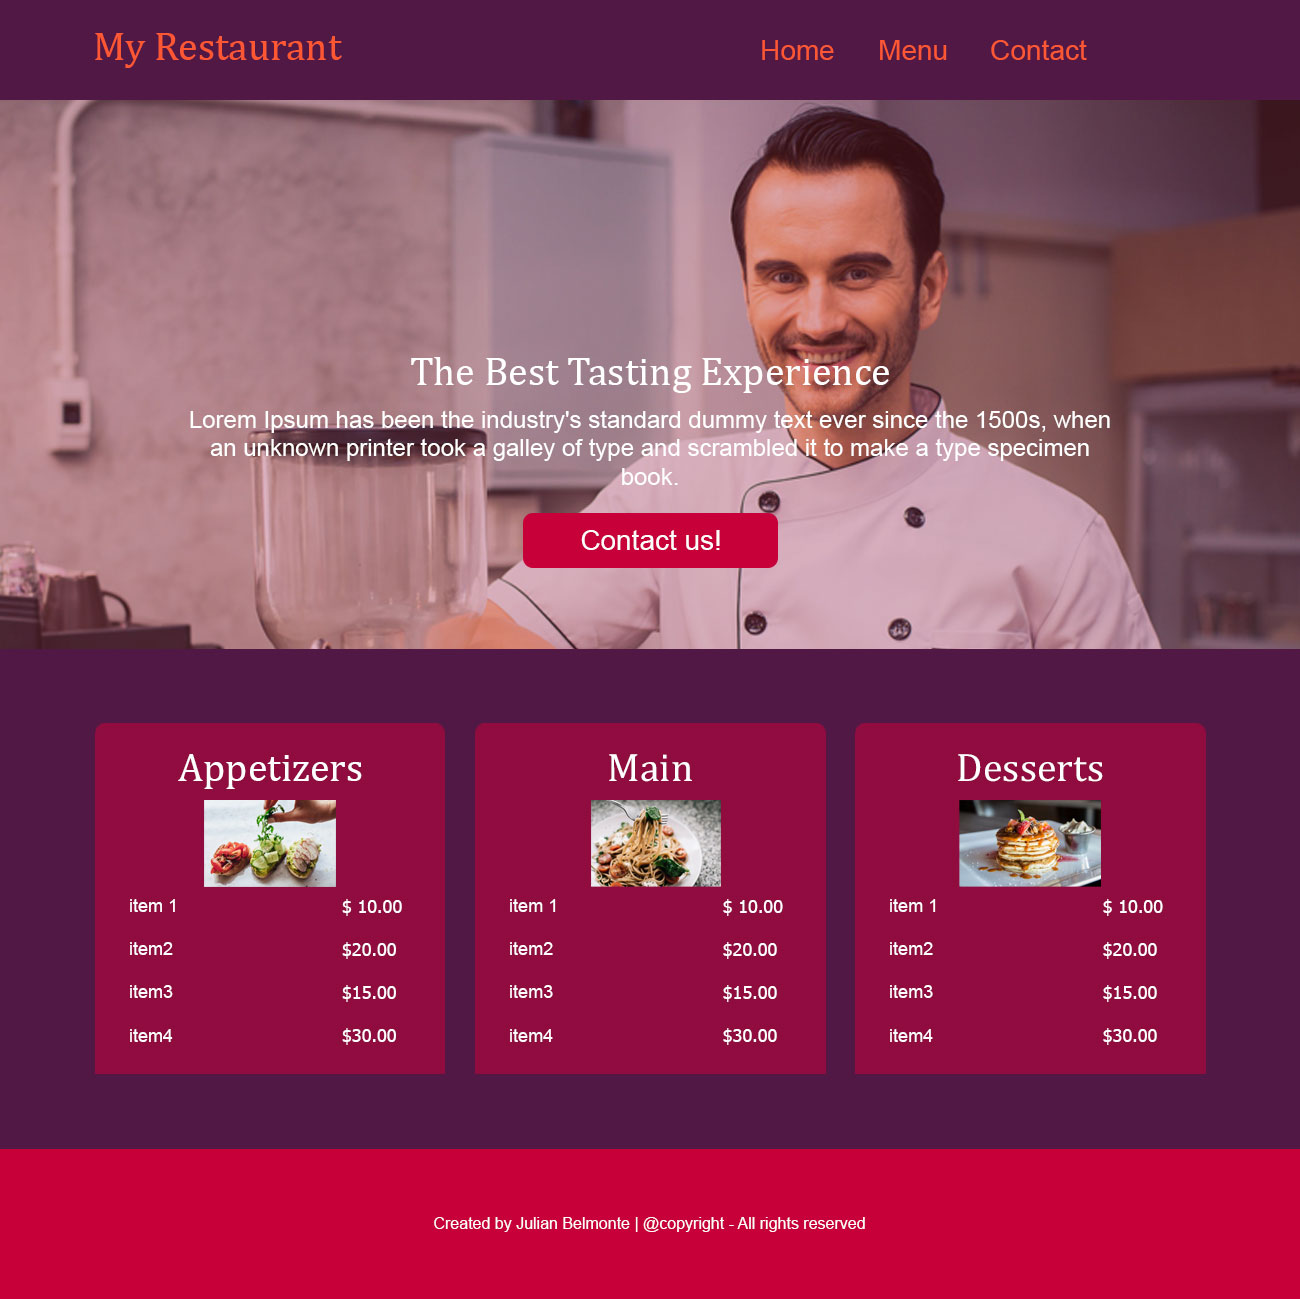 My Restaurant
Home Menu Contact
The Best Tasting Experience
Lorem Ipsum has been the industry's standard dummy text ever since the 1500s, when
an unknown printer took a galley of type and scrambled it to make a type specimen
book.
Contact us!
Appetizers
item 1 $ 10.00
item2 $20.00
item3 $15.00
item4 $30.00
Main
item 1 $ 10.00
item2 $20.00
item3 $15.00
item4 $30.00
Desserts
item 1 $ 10.00
item2 $20.00
item3 $15.00
item4 $30.00
Created by Julian Belmonte | @copyright - All rights reserved